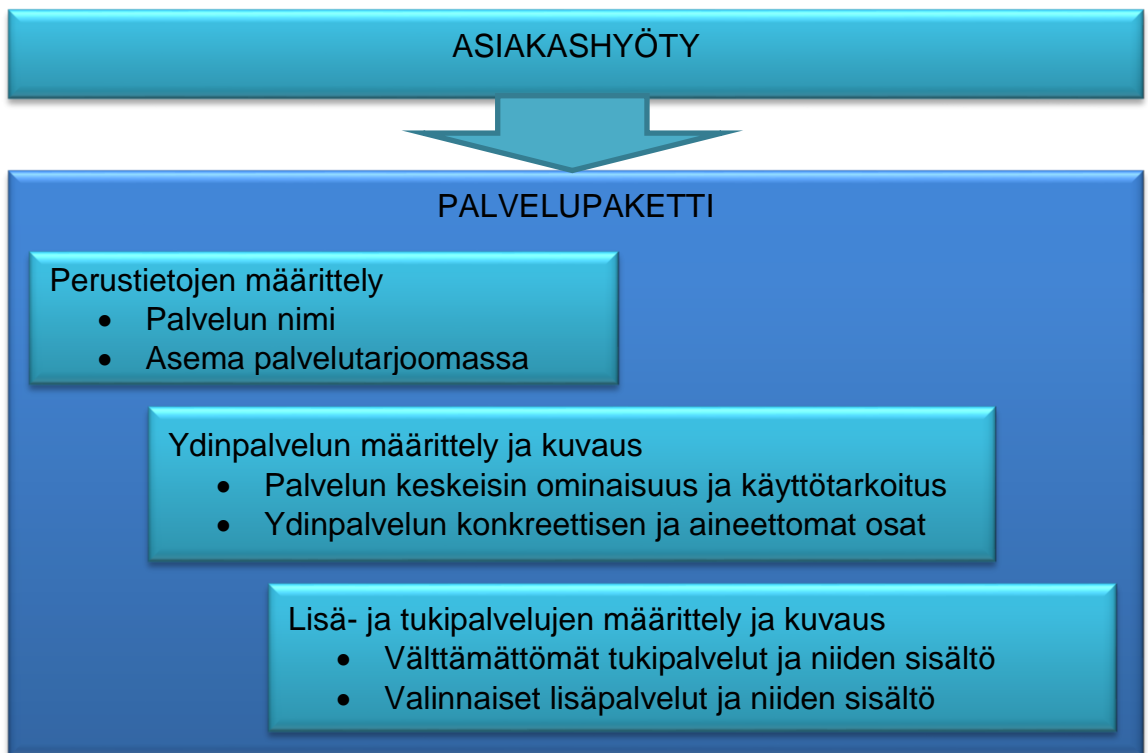 ASIAKASHYÖTY
PALVELUPAKETTI
Perustietojen määrittely
• Palvelun nimi
• Asema palvelutarjoomassa
Ydinpalvelun määrittely ja kuvaus
• Palvelun keskeisin ominaisuus ja käyttötarkoitus
• Ydinpalvelun konkreettisen ja aineettomat osat
Lisä- ja tukipalvelujen määrittely ja kuvaus
• Välttämättömät tukipalvelut ja niiden sisältö
• Valinnaiset lisäpalvelut ja niiden sisältö